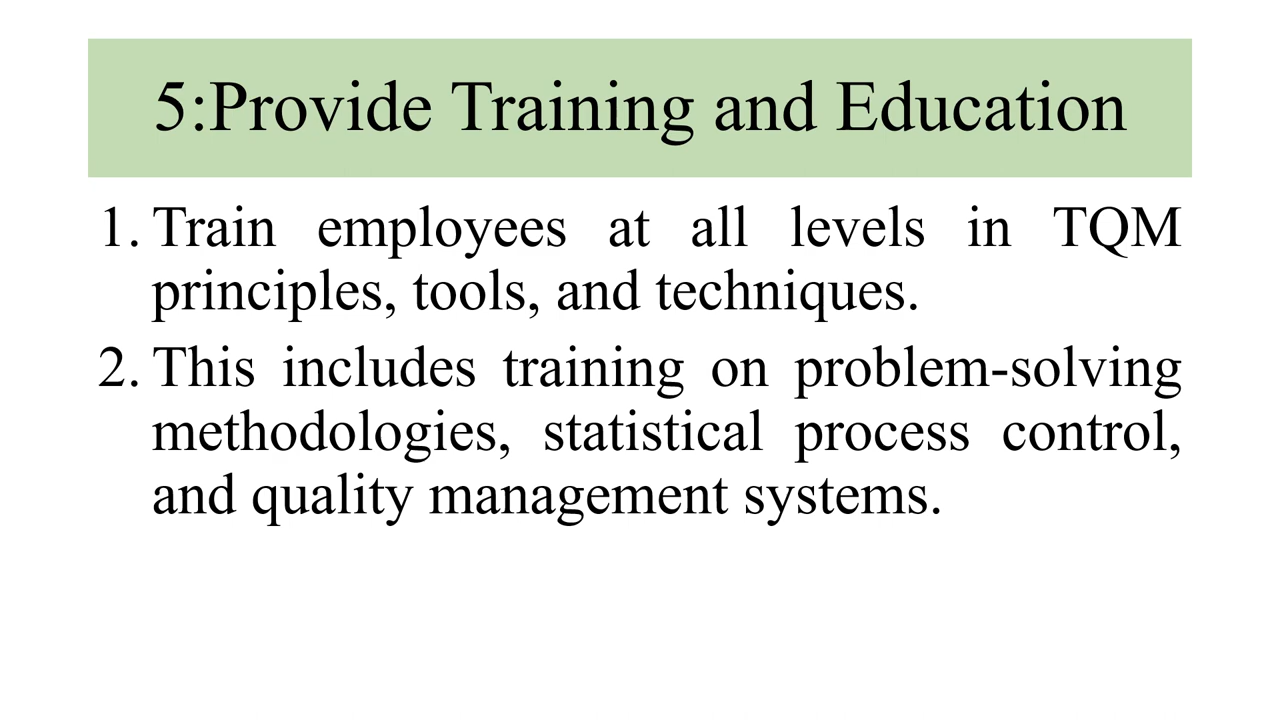 5:Provide Training and Education
1. Train employees at all levels in TQM
principles, tools, and techniques.
2. This includes training on problem-solving
methodologies, statistical process control,
and quality management systems.